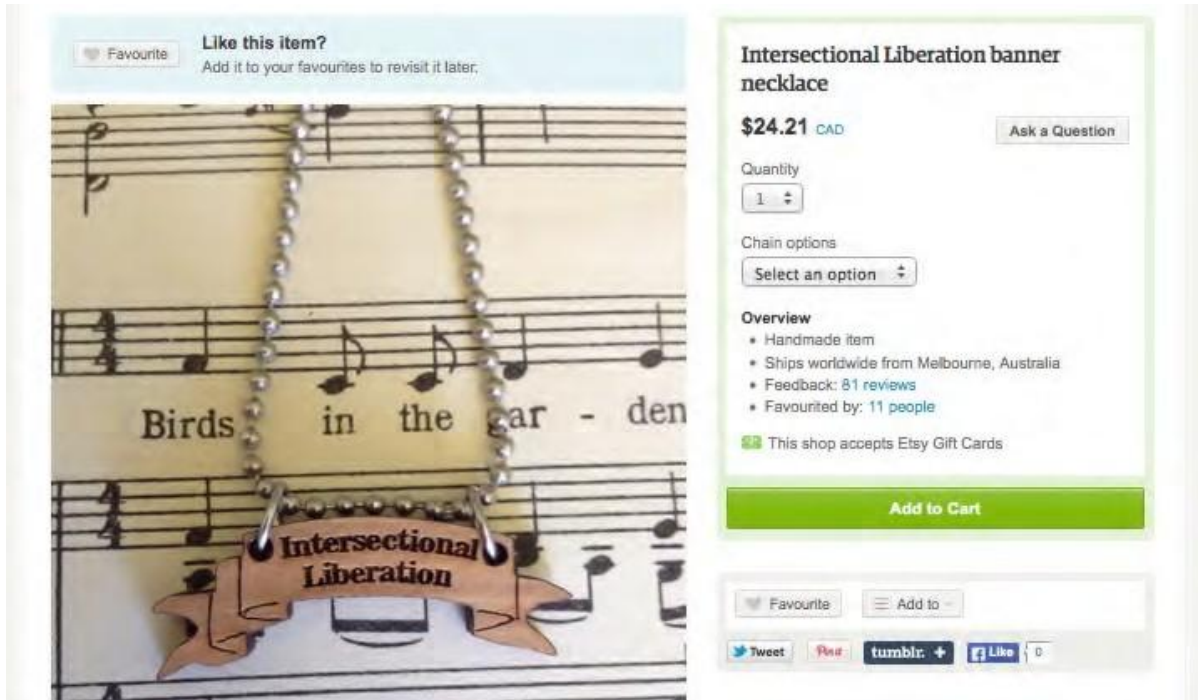 Favourite
Like this item?
Add it to your favourites to revisit it later.
Birds in the gar - den
Intersectional
Liberation
Intersectional Liberation banner
necklace
$24.21 CAD
Ask a Question
Quantity
1
Chain options
Select an option
Overview
• Handmade item
• Ships worldwide from Melbourne, Australia
• Feedback: 81 reviews
• Favourited by: 11 people
This shop accepts Etsy Gift Cards
Add to Cart
Favourite
Add to
Tweet
Pin it
tumblr. +
Like
0